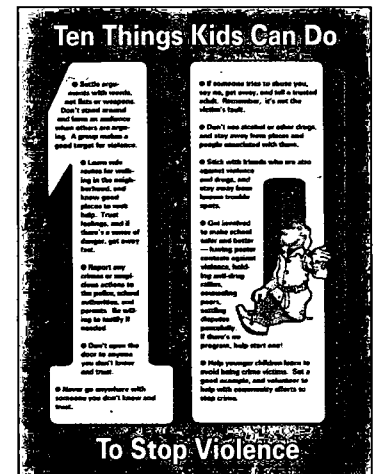 Ten Things Kids Can Do
Settle argu-
ments with words,
not fists or weapons.
Don't stand around
and form an audience
when others are argu-
ing. A group makes a
good target for violence.
Learn safe
routes for walk-
ing in the neigh-
borhood, and
know good
places to seek
help. Trust
feelings, and if
there's a sense of
danger, get away
fast.
Report any
crimes or suspi-
cious actions to
the police, school
authorities, and
parents. Be will-
ing to testify if
needed.
Don't open the
door to anyone
you don't know
and trust.
Never go anywhere with
someone you don't know and
trust.
If someone tries to abuse you,
say no, get away, and tell a trusted
adult. Remember, it's not the
victim's fault.
Don't use alcohol or other drugs,
and stay away from places and
people associated with them.
Stick with friends who are also
against violence
and drugs, and
stay away from
known trouble
spots.
Get involved
to make school
safer and better
— having poster
contests against
violence, hold-
ing anti-drug
rallies,
counseling
peers,
settling
disputes
peacefully.
If there's no
program, help start one!
Help younger children learn to
avoid being crime victims. Set a
good example, and volunteer to
help with community efforts to
stop crime.
To Stop Violence